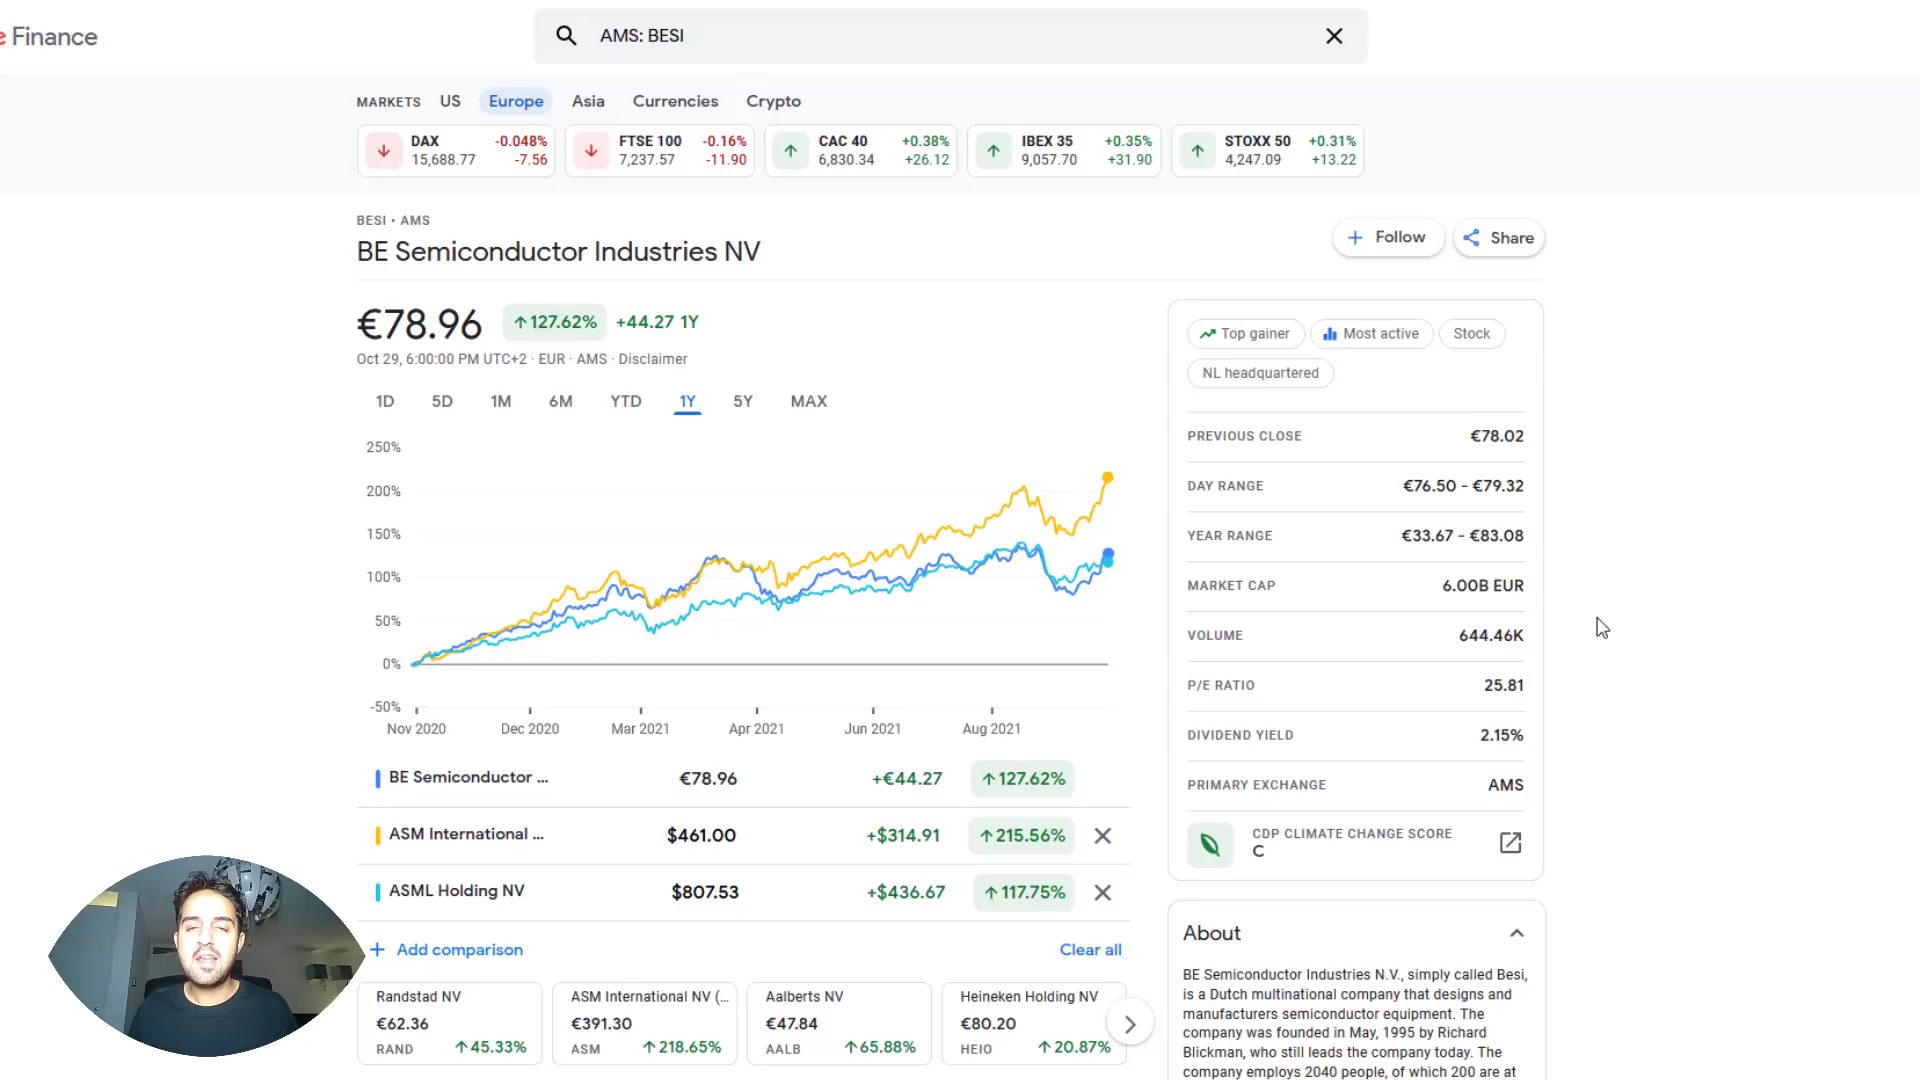 e Finance
AMS: BESI
MARKETS US Europe Asia Currencies Crypto
DAX -0.048% FTSE 100 -0.16% CAC 40 +0.38% IBEX 35 +0.35% STOXX 50 +0.31%
15,688.77 -7.56 7,237.57 -11.90 6,830.34 +26.12 9,057.70 +31.90 4,247.09 +13.22
BESI • AMS
BE Semiconductor Industries NV
Follow Share
€78.96 127.62% +44.27 1Y
Oct 29, 6:00:00 PM UTC+2 · EUR · AMS · Disclaimer
1D 5D 1M 6M YTD 1Y 5Y MAX
250%
200%
150%
100%
50%
0%
-50%
Nov 2020 Dec 2020 Mar 2021 Apr 2021 Jun 2021 Aug 2021
BE Semiconductor ... €78.96 +€44.27 127.62%
ASM International ... $461.00 +$314.91 215.56%
ASML Holding NV $807.53 +$436.67 117.75%
Add comparison Clear all
Randstad NV
€62.36
RAND 45.33%
ASM International NV (...
€391.30
ASM 218.65%
Aalberts NV
€47.84
AALB 65.88%
Heineken Holding NV
€80.20
HEIO 20.87%
Top gainer Most active Stock
NL headquartered
PREVIOUS CLOSE €78.02
DAY RANGE €76.50 - €79.32
YEAR RANGE €33.67 - €83.08
MARKET CAP 6.00B EUR
VOLUME 644.46K
P/E RATIO 25.81
DIVIDEND YIELD 2.15%
PRIMARY EXCHANGE AMS
CDP CLIMATE CHANGE SCORE
C
About
BE Semiconductor Industries N.V., simply called Besi,
is a Dutch multinational company that designs and
manufacturers semiconductor equipment. The
company was founded in May, 1995 by Richard
Blickman, who still leads the company today. The
company employs 2040 people, of which 200 are at